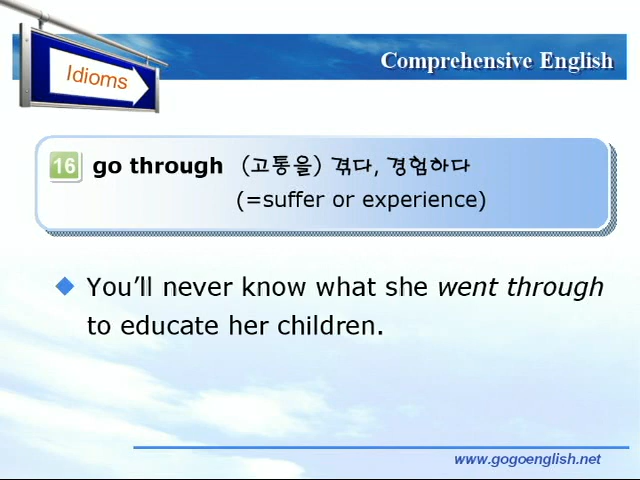 Idioms
Comprehensive English
16 go through (고통을) 겪다, 경험하다
(=suffer or experience)
You'll never know what she went through
to educate her children.
www.gogoenglish.net